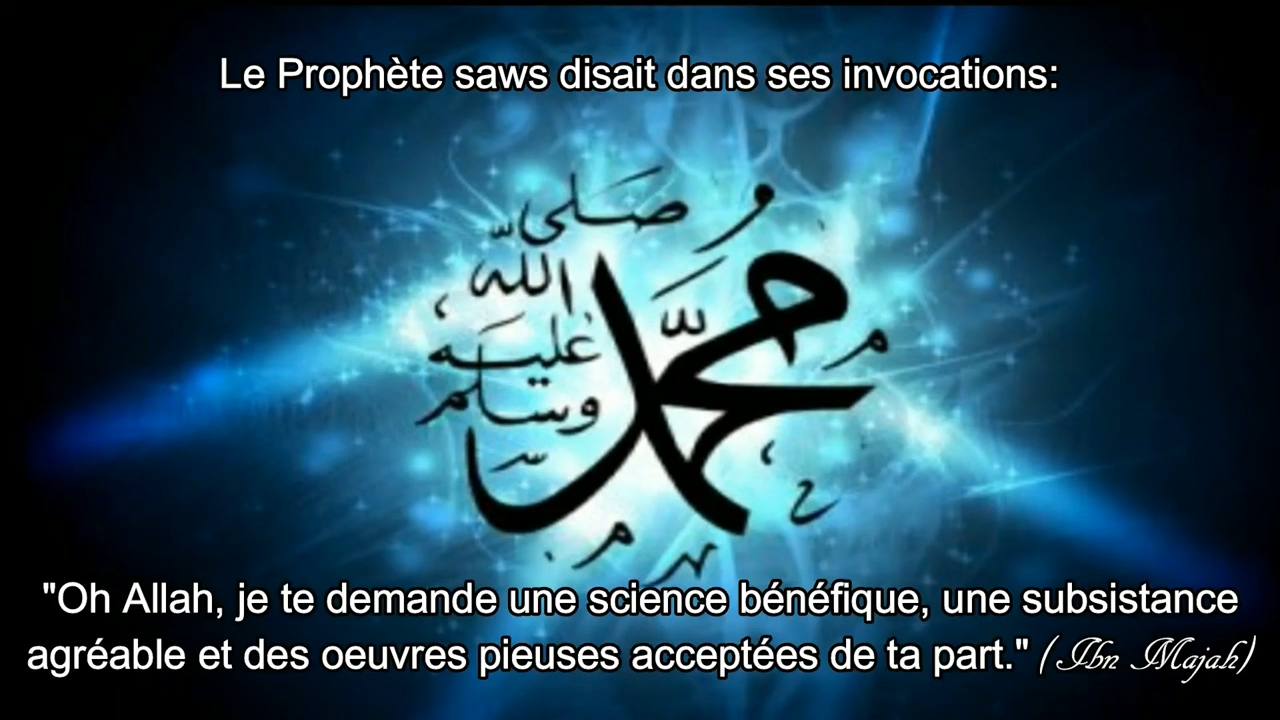 Le Prophète saws disait dans ses invocations:
محمد
صلى
الله
عليه
وسلم
"Oh Allah, je te demande une science bénéfique, une subsistance
agréable et des oeuvres pieuses acceptées de ta part." (Ibn Majah)